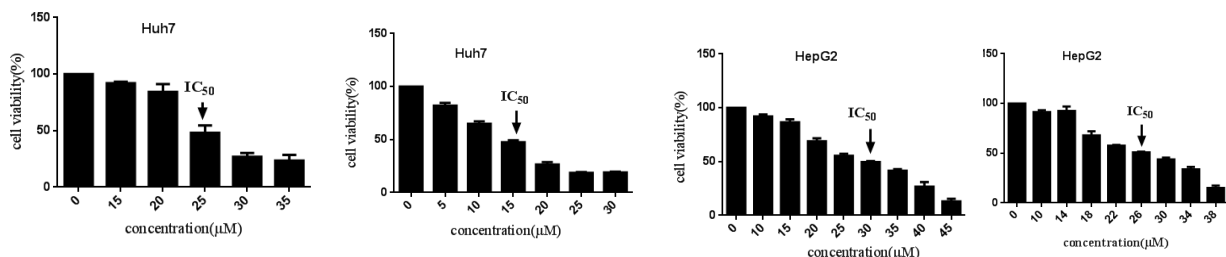 Huh7
cell viability(%)
150
100
50
0
IC50
0 15 20 25 30 35
concentration(μM)
Huh7
cell viability(%)
150
100
50
0
IC50
0 5 10 15 20 25 30
concentration(μM)
HepG2
cell viability(%)
150
100
50
0
IC50
0 10 15 20 25 30 35 40 45
concentration(μM)
HepG2
cell viability(%)
150
100
50
0
IC50
0 10 14 18 22 26 30 34 38
concentration(μM)